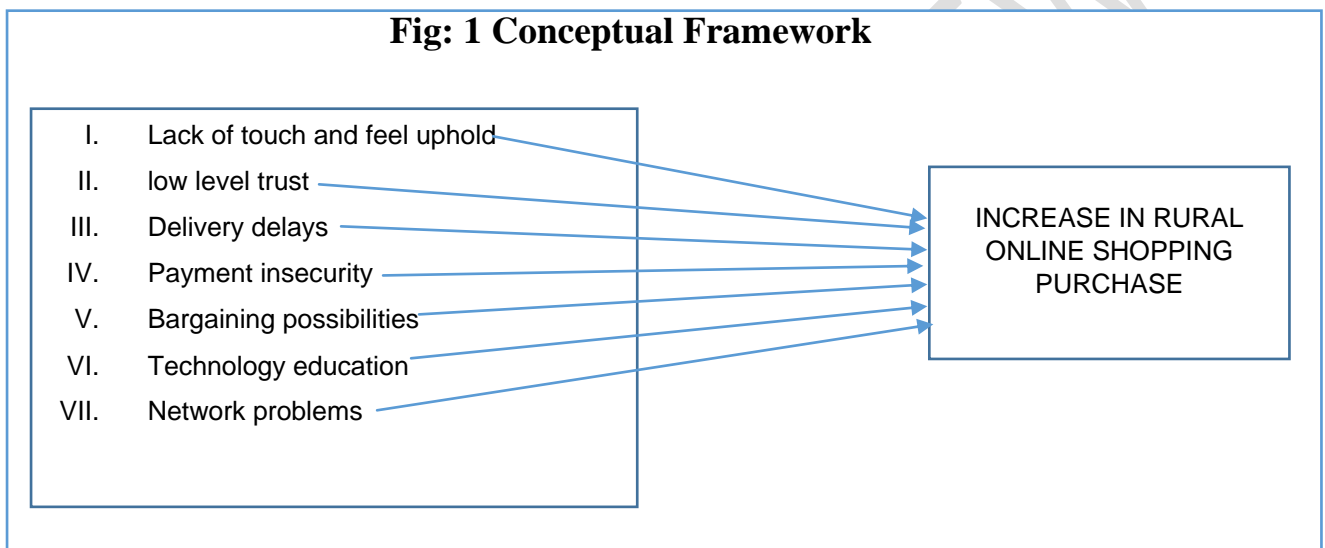 Fig: 1 Conceptual Framework
I. Lack of touch and feel uphold
II. low level trust
III. Delivery delays
IV. Payment insecurity
V. Bargaining possibilities
VI. Technology education
VII. Network problems
INCREASE IN RURAL
ONLINE SHOPPING
PURCHASE